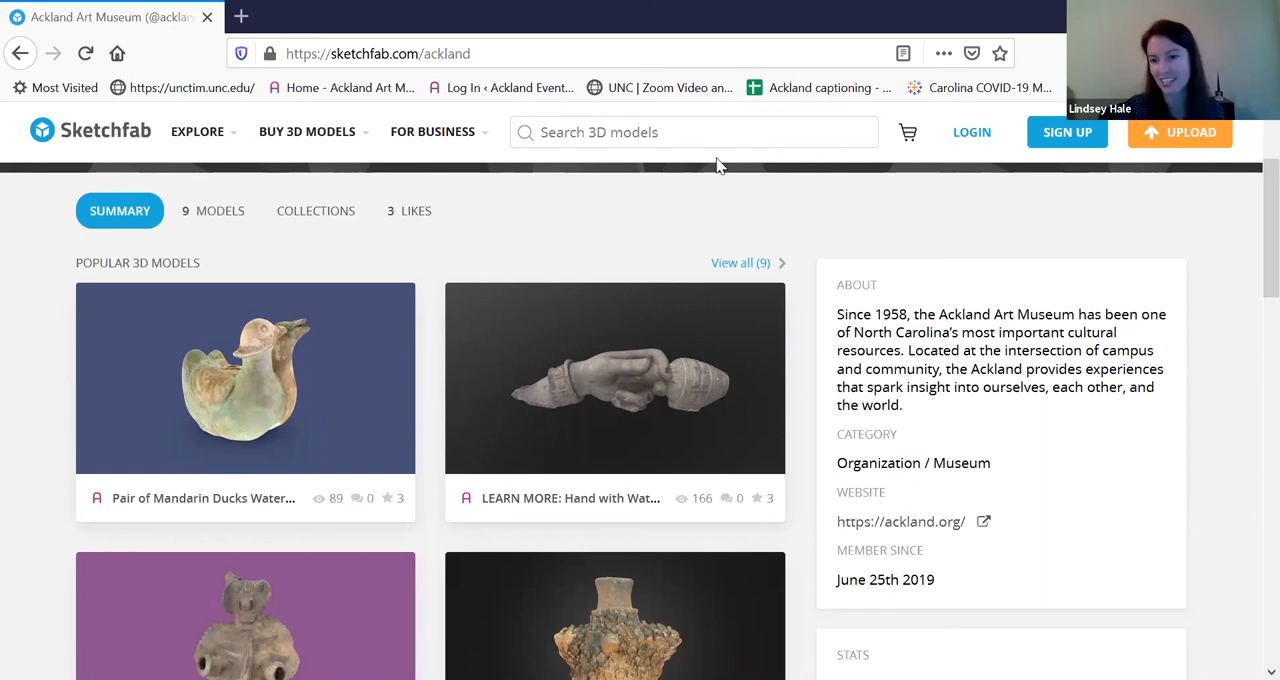 Ackland Art Museum (@acklan
https://sketchfab.com/ackland
Most Visited https://unctim.unc.edu/ Home - Ackland Art M... Log In ‹ Ackland Event... UNC | Zoom Video an... Ackland captioning - ... Carolina COVID-19 M...
Lindsey Hale
Sketchfab EXPLORE BUY 3D MODELS FOR BUSINESS Search 3D models LOGIN SIGN UP UPLOAD
SUMMARY 9 MODELS COLLECTIONS 3 LIKES
POPULAR 3D MODELS View all (9)
Pair of Mandarin Ducks Water... 89 0 3
LEARN MORE: Hand with Wat... 166 0 3
ABOUT
Since 1958, the Ackland Art Museum has been one
of North Carolina's most important cultural
resources. Located at the intersection of campus
and community, the Ackland provides experiences
that spark insight into ourselves, each other, and
the world.
CATEGORY
Organization / Museum
WEBSITE
https://ackland.org/
MEMBER SINCE
June 25th 2019
STATS